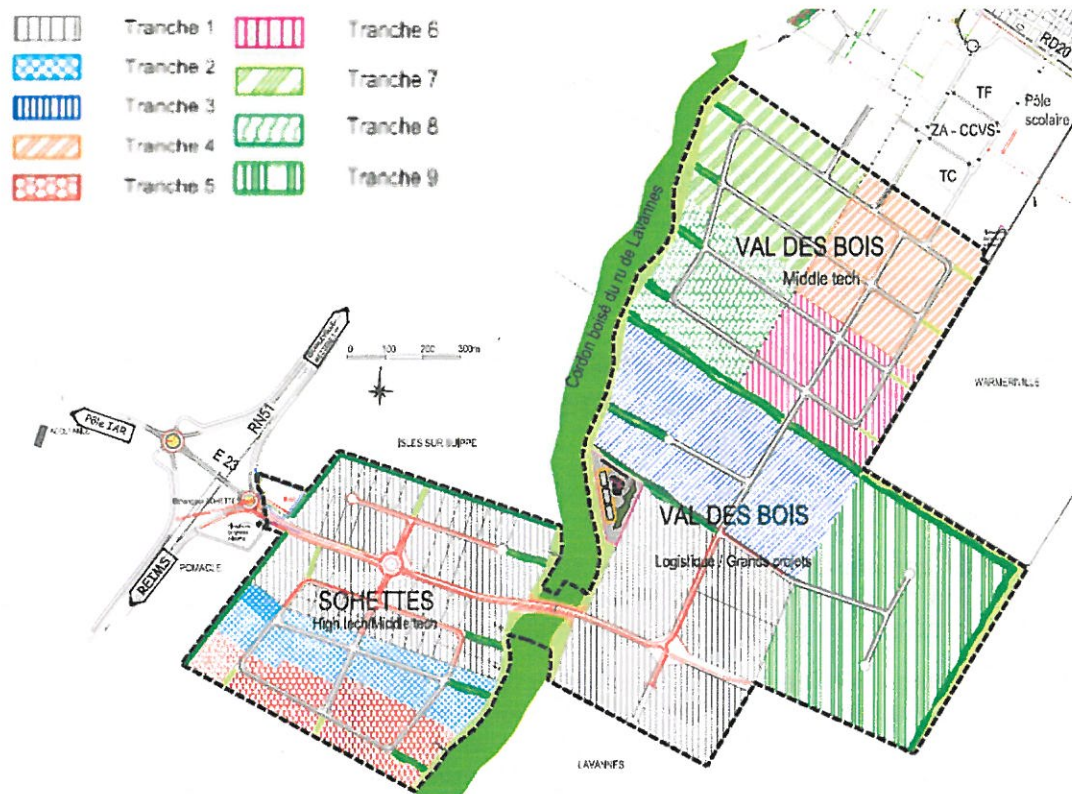 Tranche 1
Tranche 2
Tranche 3
Tranche 4
Tranche 5
Tranche 6
Tranche 7
Tranche 8
Tranche 9
RD20
TF
Pôle
scolaire
ZA - CCVS
TC
Cordon boisé du ru de Lavannes
VAL DES BOIS
Middle tech
0 100 200 300m
WARMERIVILLE
Pôle IAR
RN51
E 23
ISLES SUR SUIPPE
REIMS
POMACLE
SOHETTES
High tech/Middle tech
VAL DES BOIS
Logistique / Grands projets
LAVANNES